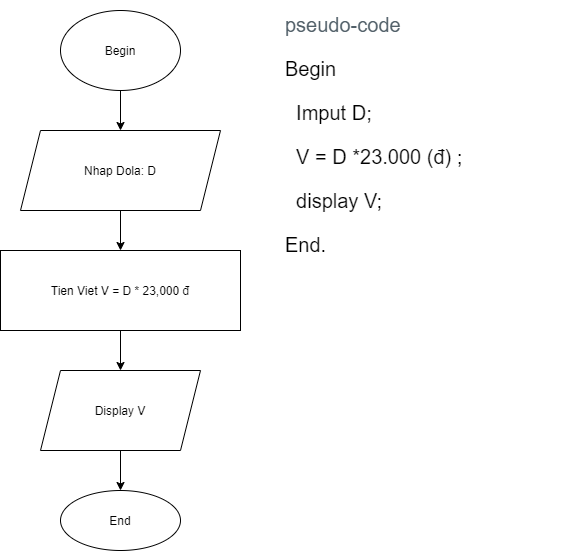 Begin
Nhap Dola: D
Tien Viet V = D * 23,000 đ
Display V
End
pseudo-code
Begin
Imput D;
V = D *23.000 (đ) ;
display V;
End.